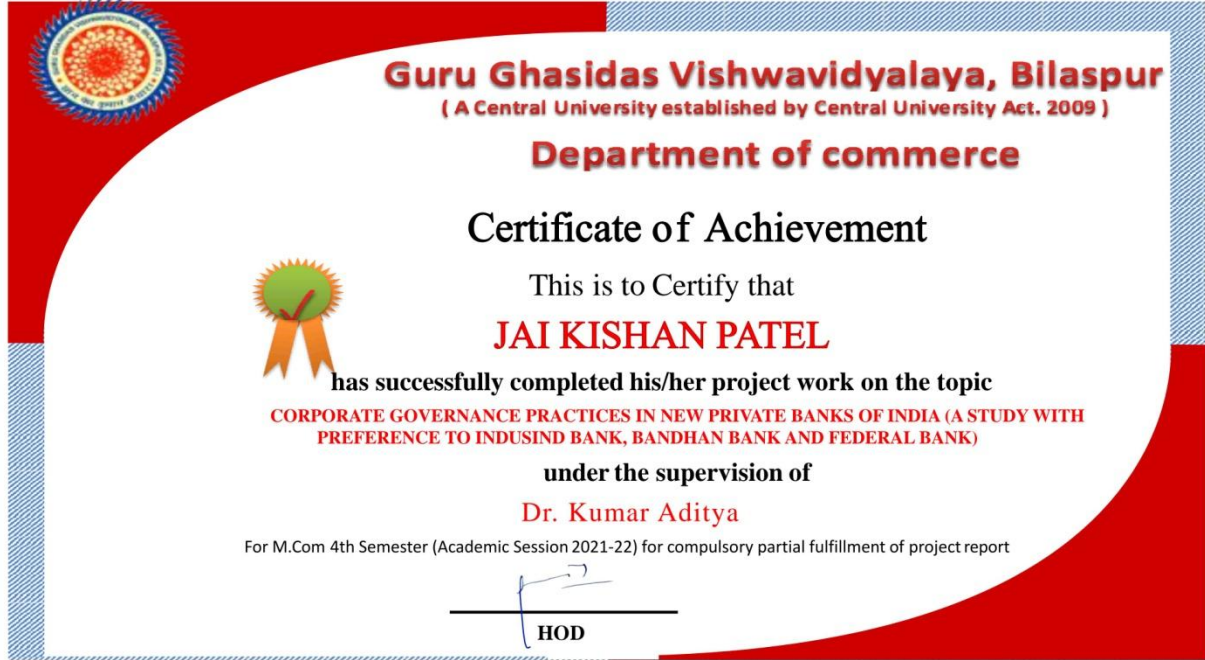 Guru Ghasidas Vishwavidyalaya, Bilaspur
( A Central University established by Central University Act. 2009 )
Department of commerce
Certificate of Achievement
This is to Certify that
JAI KISHAN PATEL
has successfully completed his/her project work on the topic
CORPORATE GOVERNANCE PRACTICES IN NEW PRIVATE BANKS OF INDIA (A STUDY WITH
PREFERENCE TO INDUSIND BANK, BANDHAN BANK AND FEDERAL BANK)
under the supervision of
Dr. Kumar Aditya
For M.Com 4th Semester (Academic Session 2021-22) for compulsory partial fulfillment of project report
HOD